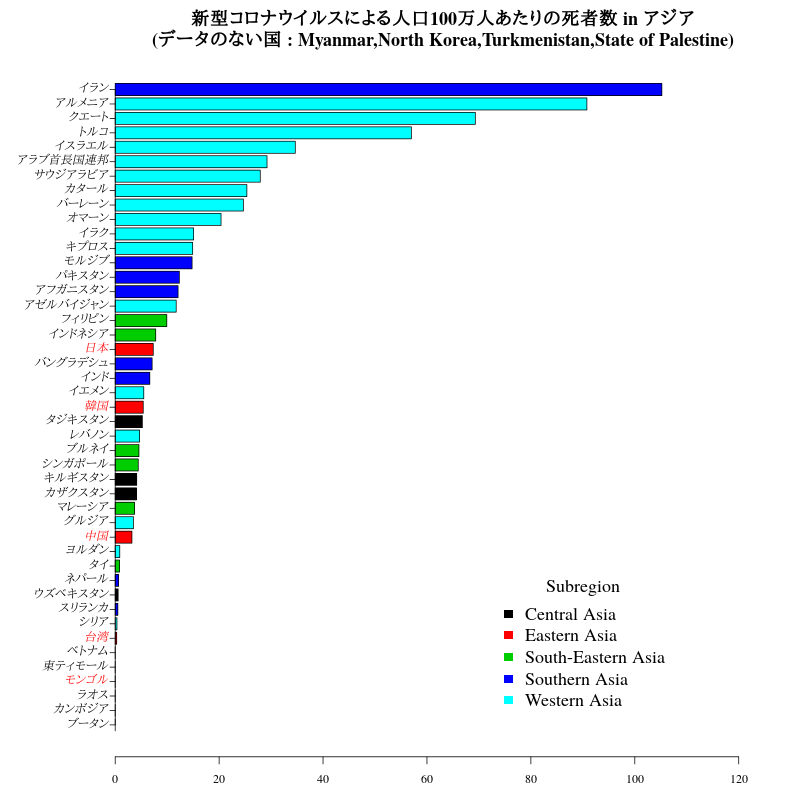 新型コロナウイルスによる人口100万人あたりの死者数 in アジア
(データのない国 : Myanmar,North Korea,Turkmenistan,State of Palestine)
イラン
アルメニア
クエート
トルコ
イスラエル
アラブ首長国連邦
サウジアラビア
カタール
バーレーン
オマーン
イラク
キプロス
モルジブ
パキスタン
アフガニスタン
アゼルバイジャン
フィリピン
インドネシア
日本
バングラデシュ
インド
イエメン
韓国
タジキスタン
レバノン
ブルネイ
シンガポール
キルギスタン
カザクスタン
マレーシア
グルジア
中国
ヨルダン
タイ
ネパール
ウズベキスタン
スリランカ
シリア
台湾
ベトナム
東ティモール
モンゴル
ラオス
カンボジア
ブータン
Subregion
Central Asia
Eastern Asia
South-Eastern Asia
Southern Asia
Western Asia
0 20 40 60 80 100 120